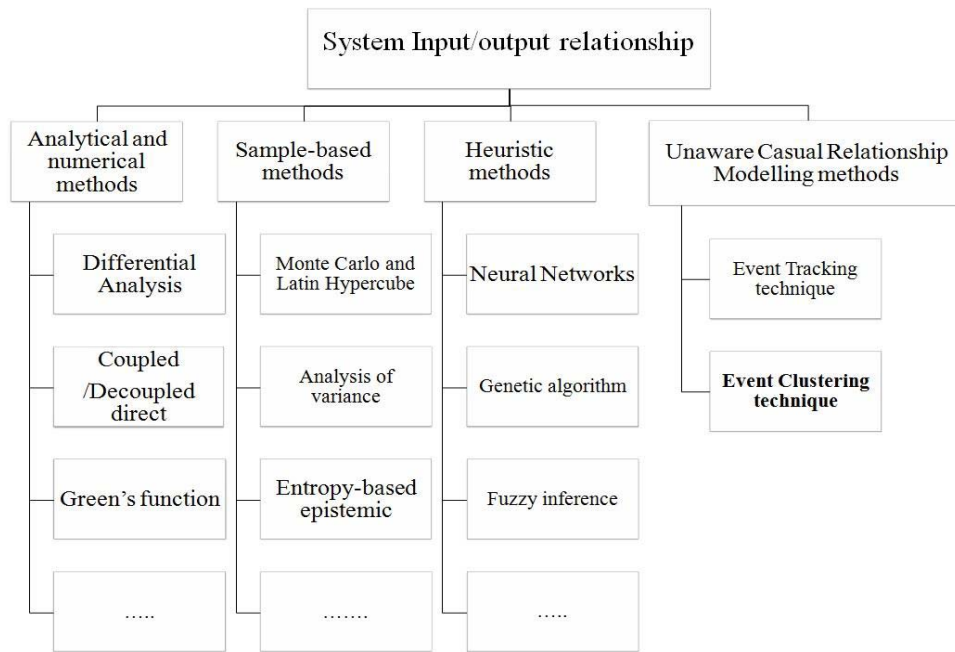 System Input/output relationship
Analytical and
numerical
methods
Sample-based
methods
Heuristic
methods
Unaware Casual Relationship
Modelling methods
Differential
Analysis
Coupled
/Decoupled
direct
Green's function
…..
Monte Carlo and
Latin Hypercube
Analysis of
variance
Entropy-based
epistemic
…….
Neural Networks
Genetic algorithm
Fuzzy inference
…..
Event Tracking
technique
Event Clustering
technique